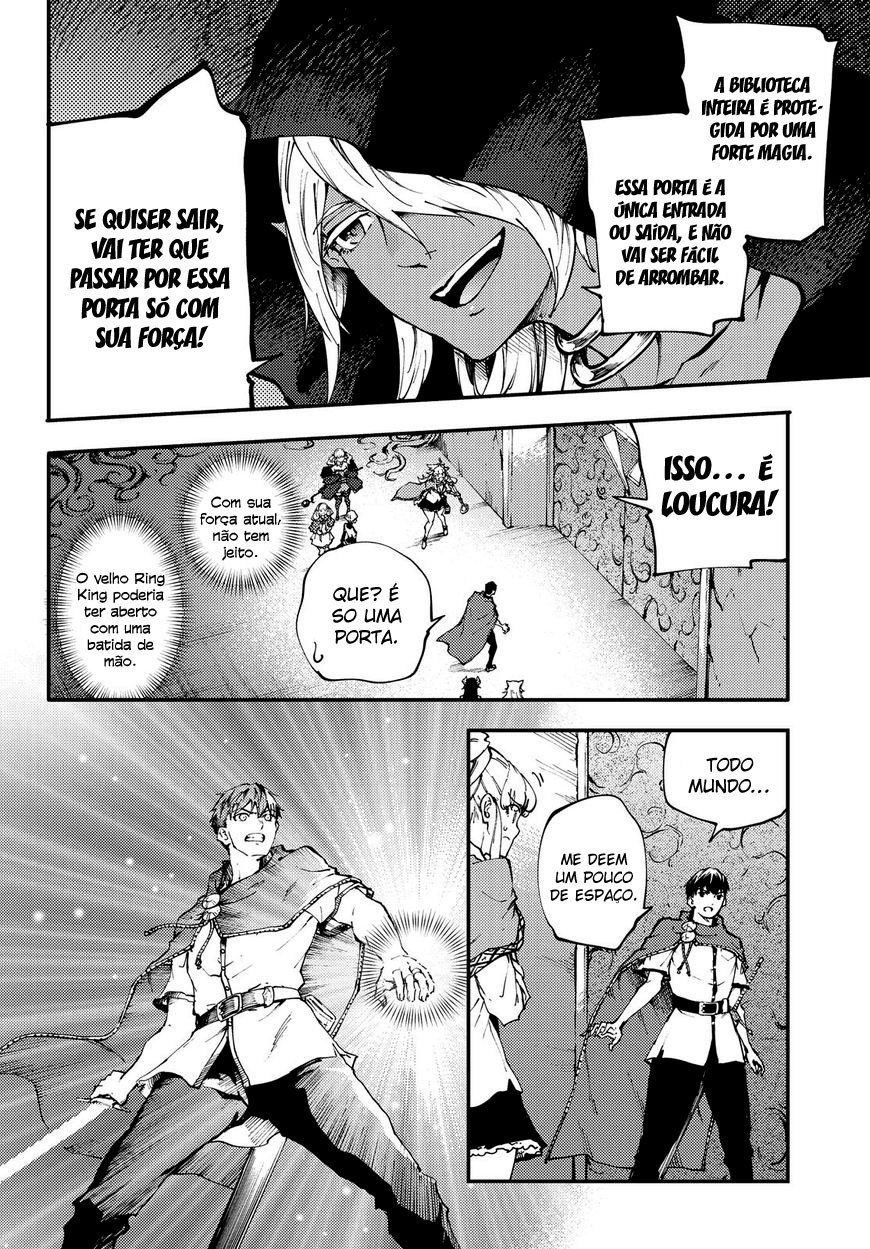 A BIBLIOTECA
INTEIRA É PROTE-
GIDA POR UMA
FORTE MAGIA.
ESSA PORTA É A
ÚNICA ENTRADA
OU SAÍDA, E NÃO
VAI SER FÁCIL
DE ARROMBAR.
SE QUISER SAIR,
VAI TER QUE
PASSAR POR ESSA
PORTA SÓ COM
SUA FORÇA!
ISSO... É
LOUCURA!
QUE? É
SO UMA
PORTA.
Com sua
força atual,
não tem
jeito.
O velho Ring
King poderia
ter aberto
com uma
batida de
mão.
TODO
MUNDO...
ME DEEM
UM POUCO
DE ESPAÇO.